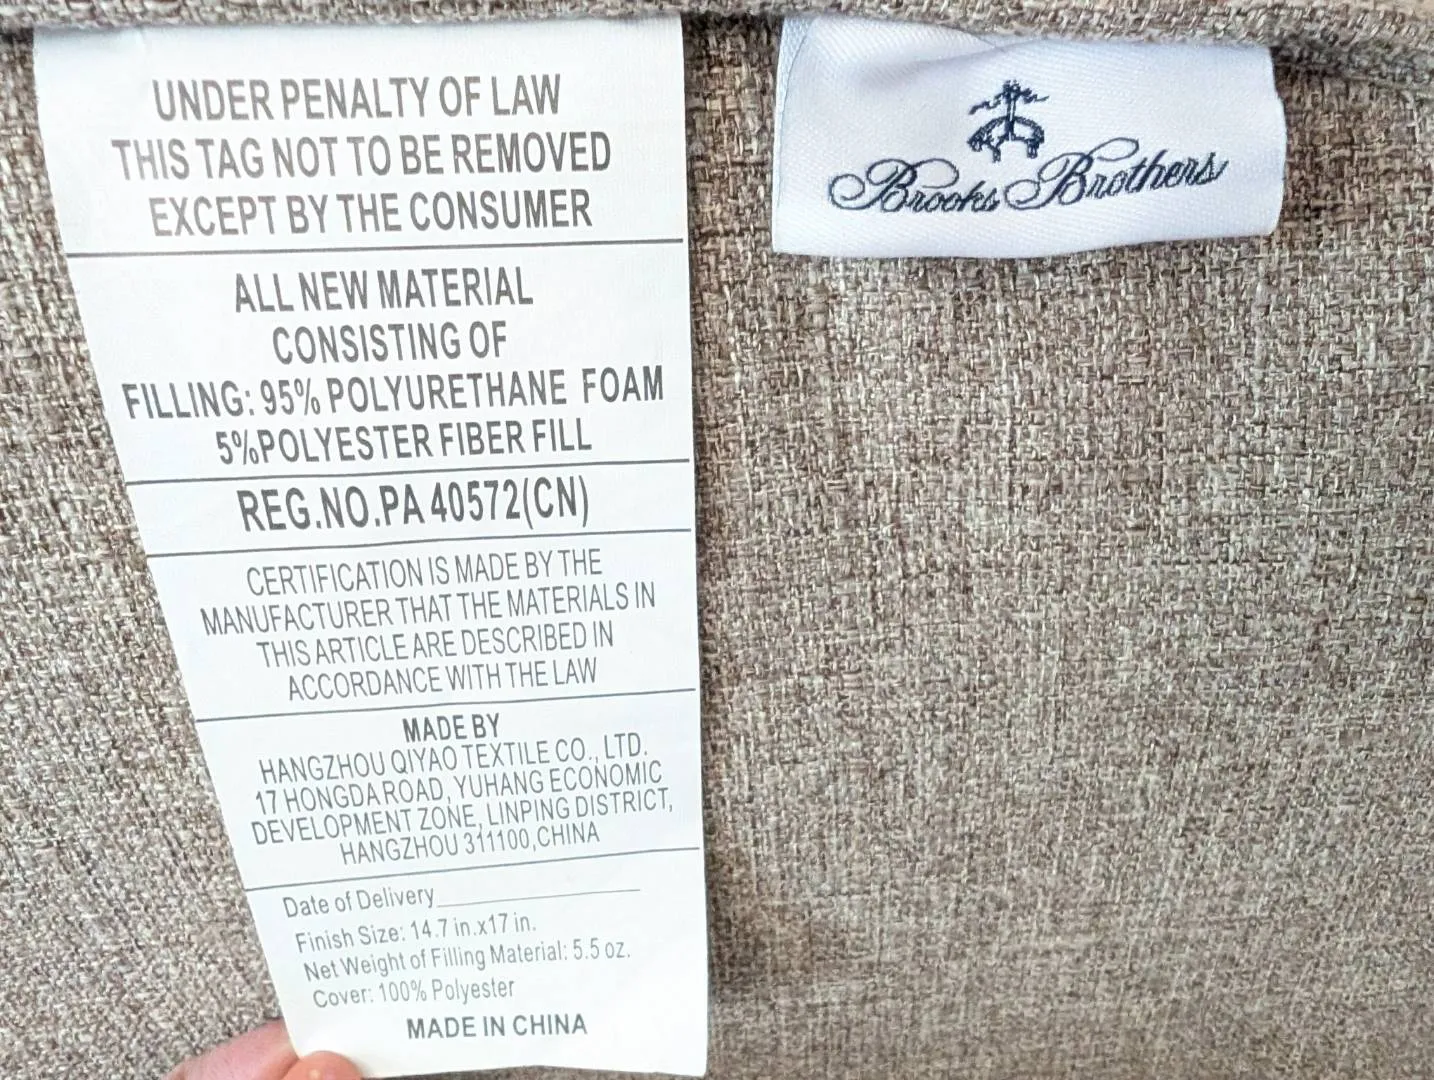 UNDER PENALTY OF LAW
THIS TAG NOT TO BE REMOVED
EXCEPT BY THE CONSUMER
ALL NEW MATERIAL
CONSISTING OF
FILLING: 95% POLYURETHANE FOAM
5%POLYESTER FIBER FILL
REG.NO.PA 40572(CN)
CERTIFICATION IS MADE BY THE
MANUFACTURER THAT THE MATERIALS IN
THIS ARTICLE ARE DESCRIBED IN
ACCORDANCE WITH THE LAW
MADE BY
HANGZHOU QIYAO TEXTILE CO., LTD.
17 HONGDA ROAD, YUHANG ECONOMIC
DEVELOPMENT ZONE, LINPING DISTRICT,
HANGZHOU 311100,CHINA
Date of Delivery
Finish Size: 14.7 in.x17 in.
Net Weight of Filling Material: 5.5 oz.
Cover: 100% Polyester
MADE IN CHINA
Brooks Brothers